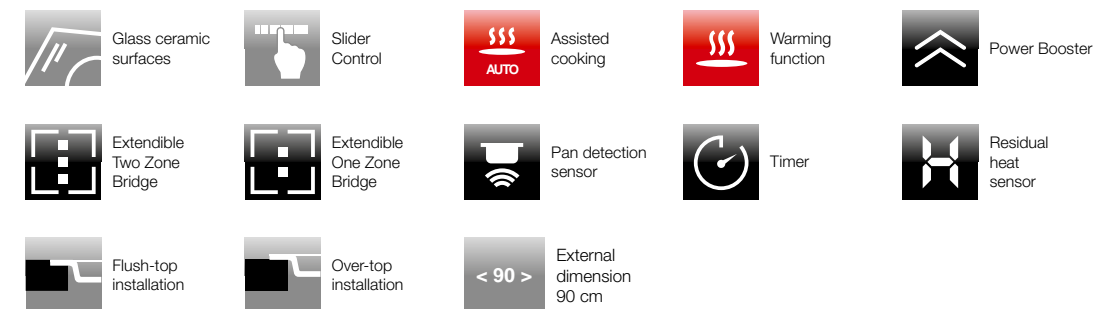 Glass ceramic
surfaces
Slider
Control
AUTO
Assisted
cooking
Warming
function
Power Booster
Extendible
Two Zone
Bridge
Extendible
One Zone
Bridge
Pan detection
sensor
Timer
H
Residual
heat
sensor
Flush-top
installation
Over-top
installation
< 90 >
External
dimension
90 cm